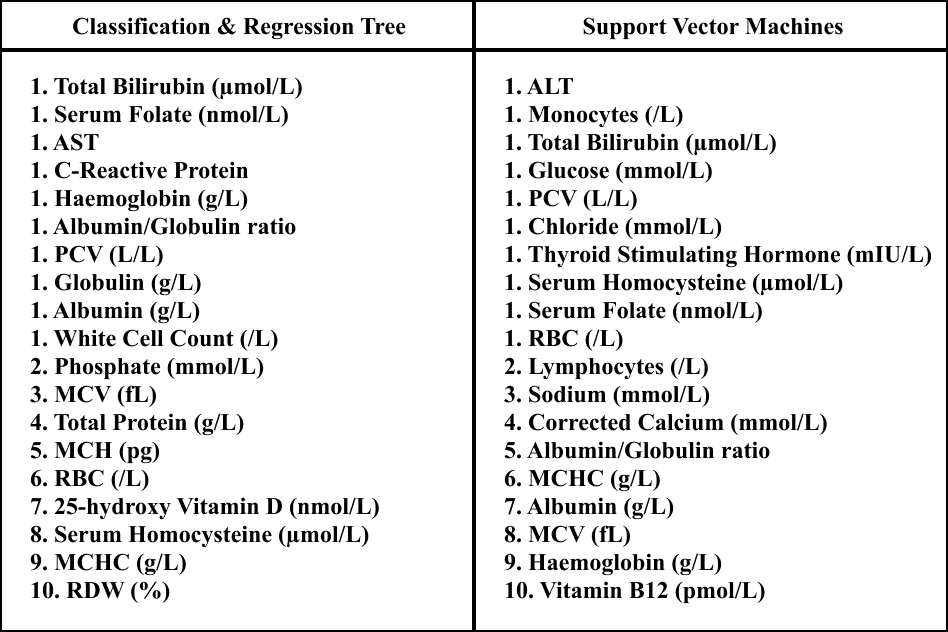 Classification & Regression Tree
1. Total Bilirubin (µmol/L)
1. Serum Folate (nmol/L)
1. AST
1. C-Reactive Protein
1. Haemoglobin (g/L)
1. Albumin/Globulin ratio
1. PCV (L/L)
1. Globulin (g/L)
1. Albumin (g/L)
1. White Cell Count (/L)
2. Phosphate (mmol/L)
3. MCV (fL)
4. Total Protein (g/L)
5. MCH (pg)
6. RBC (/L)
7. 25-hydroxy Vitamin D (nmol/L)
8. Serum Homocysteine (µmol/L)
9. MCHC (g/L)
10. RDW (%)
Support Vector Machines
1. ALT
1. Monocytes (/L)
1. Total Bilirubin (µmol/L)
1. Glucose (mmol/L)
1. PCV (L/L)
1. Chloride (mmol/L)
1. Thyroid Stimulating Hormone (mIU/L)
1. Serum Homocysteine (µmol/L)
1. Serum Folate (nmol/L)
1. RBC (/L)
2. Lymphocytes (/L)
3. Sodium (mmol/L)
4. Corrected Calcium (mmol/L)
5. Albumin/Globulin ratio
6. MCHC (g/L)
7. Albumin (g/L)
8. MCV (fL)
9. Haemoglobin (g/L)
10. Vitamin B12 (pmol/L)